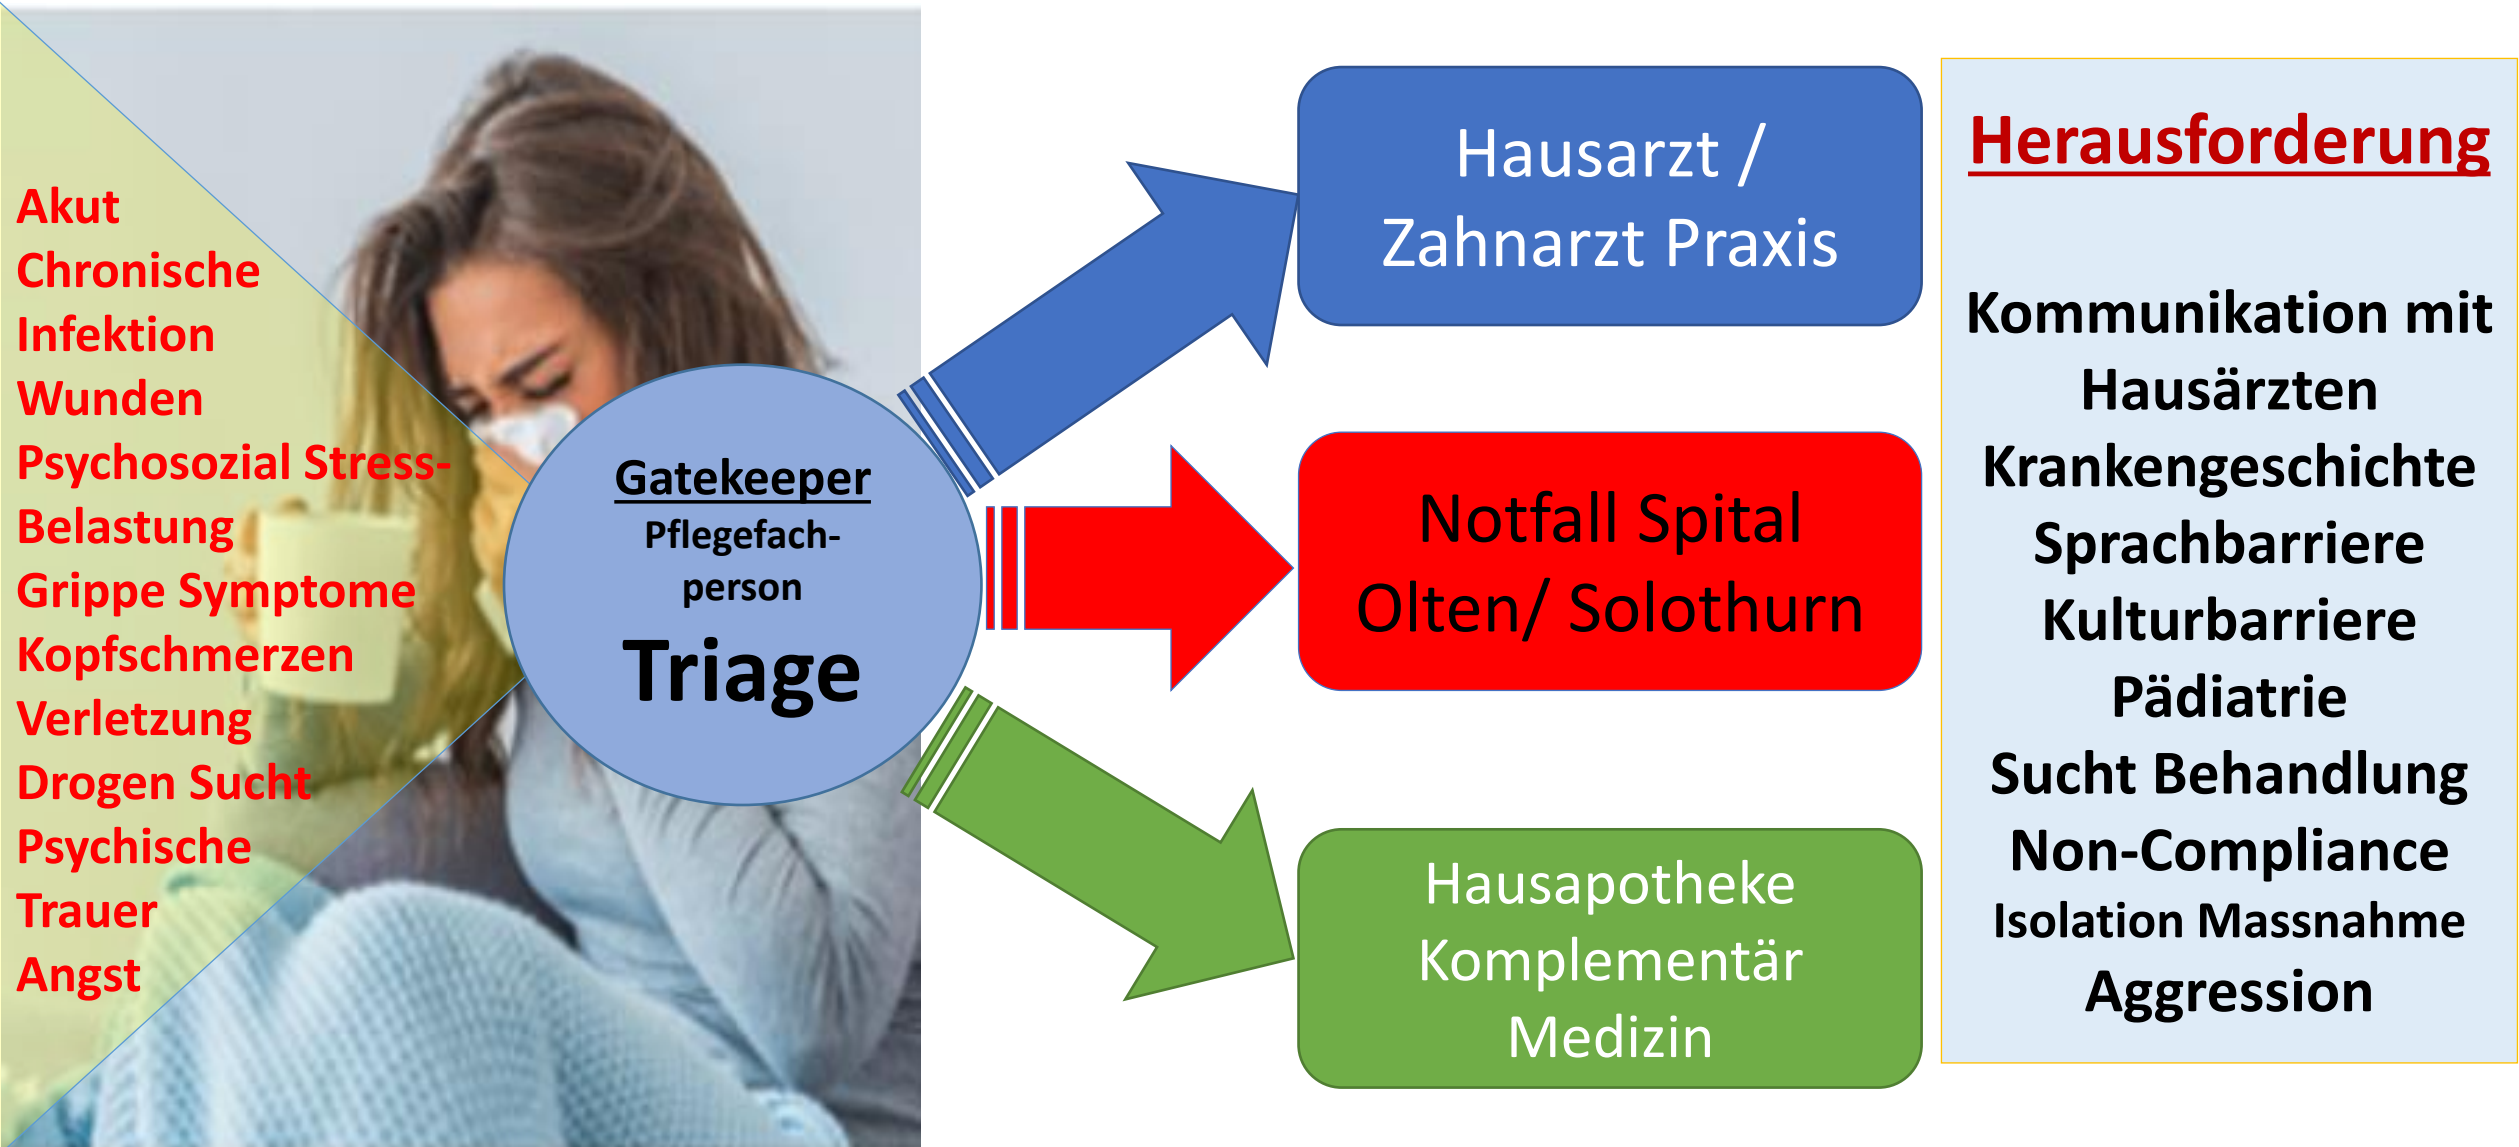 Akut
Chronische
Infektion
Wunden
Psychosozial Stress-
Belastung
Grippe Symptome
Kopfschmerzen
Verletzung
Drogen Sucht
Psychische
Trauer
Angst
Gatekeeper
Pflegefach-
person
Triage
Hausarzt /
Zahnarzt Praxis
Notfall Spital
Olten/ Solothurn
Hausapotheke
Komplementär
Medizin
Herausforderung
Kommunikation mit
Hausärzten
Krankengeschichte
Sprachbarriere
Kulturbarriere
Pädiatrie
Sucht Behandlung
Non-Compliance
Isolation Massnahme
Aggression